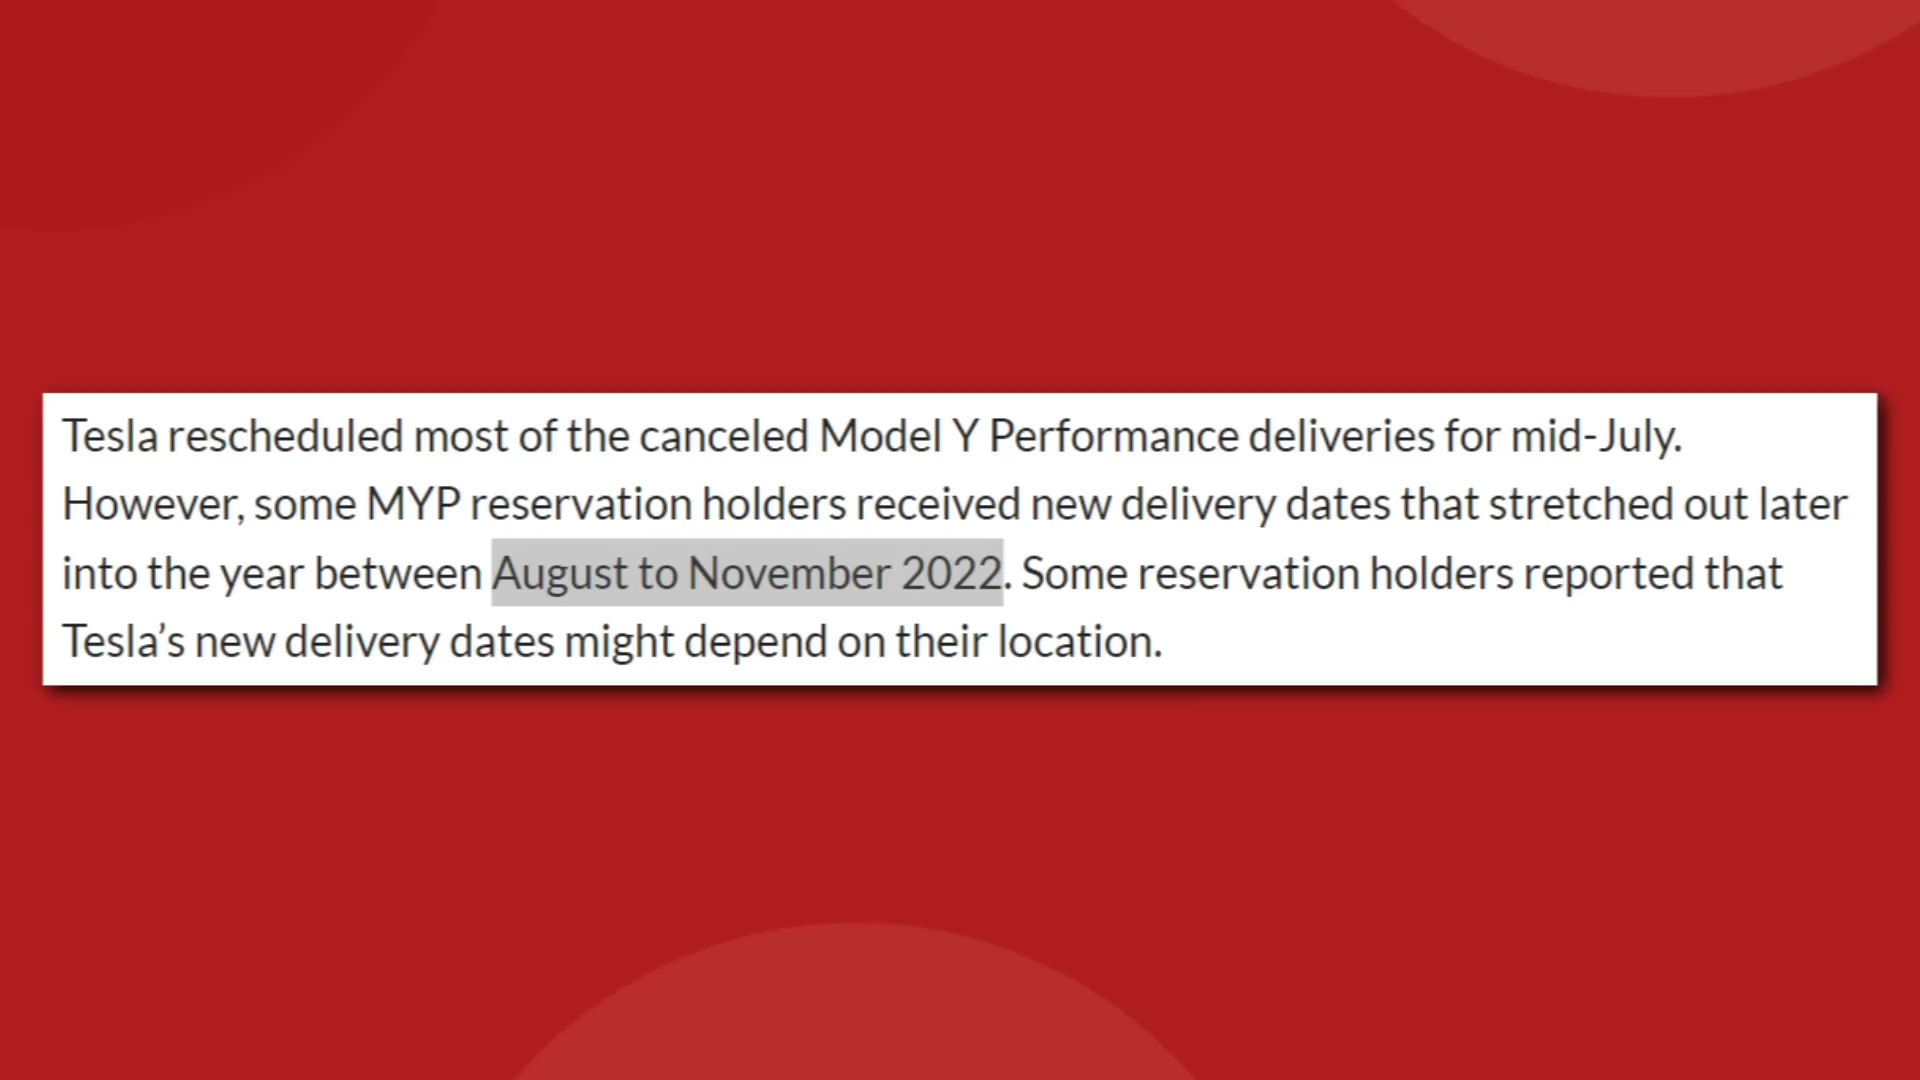 Tesla rescheduled most of the canceled Model Y Performance deliveries for mid-July.
However, some MYP reservation holders received new delivery dates that stretched out later
into the year between August to November 2022. Some reservation holders reported that
Tesla’s new delivery dates might depend on their location.